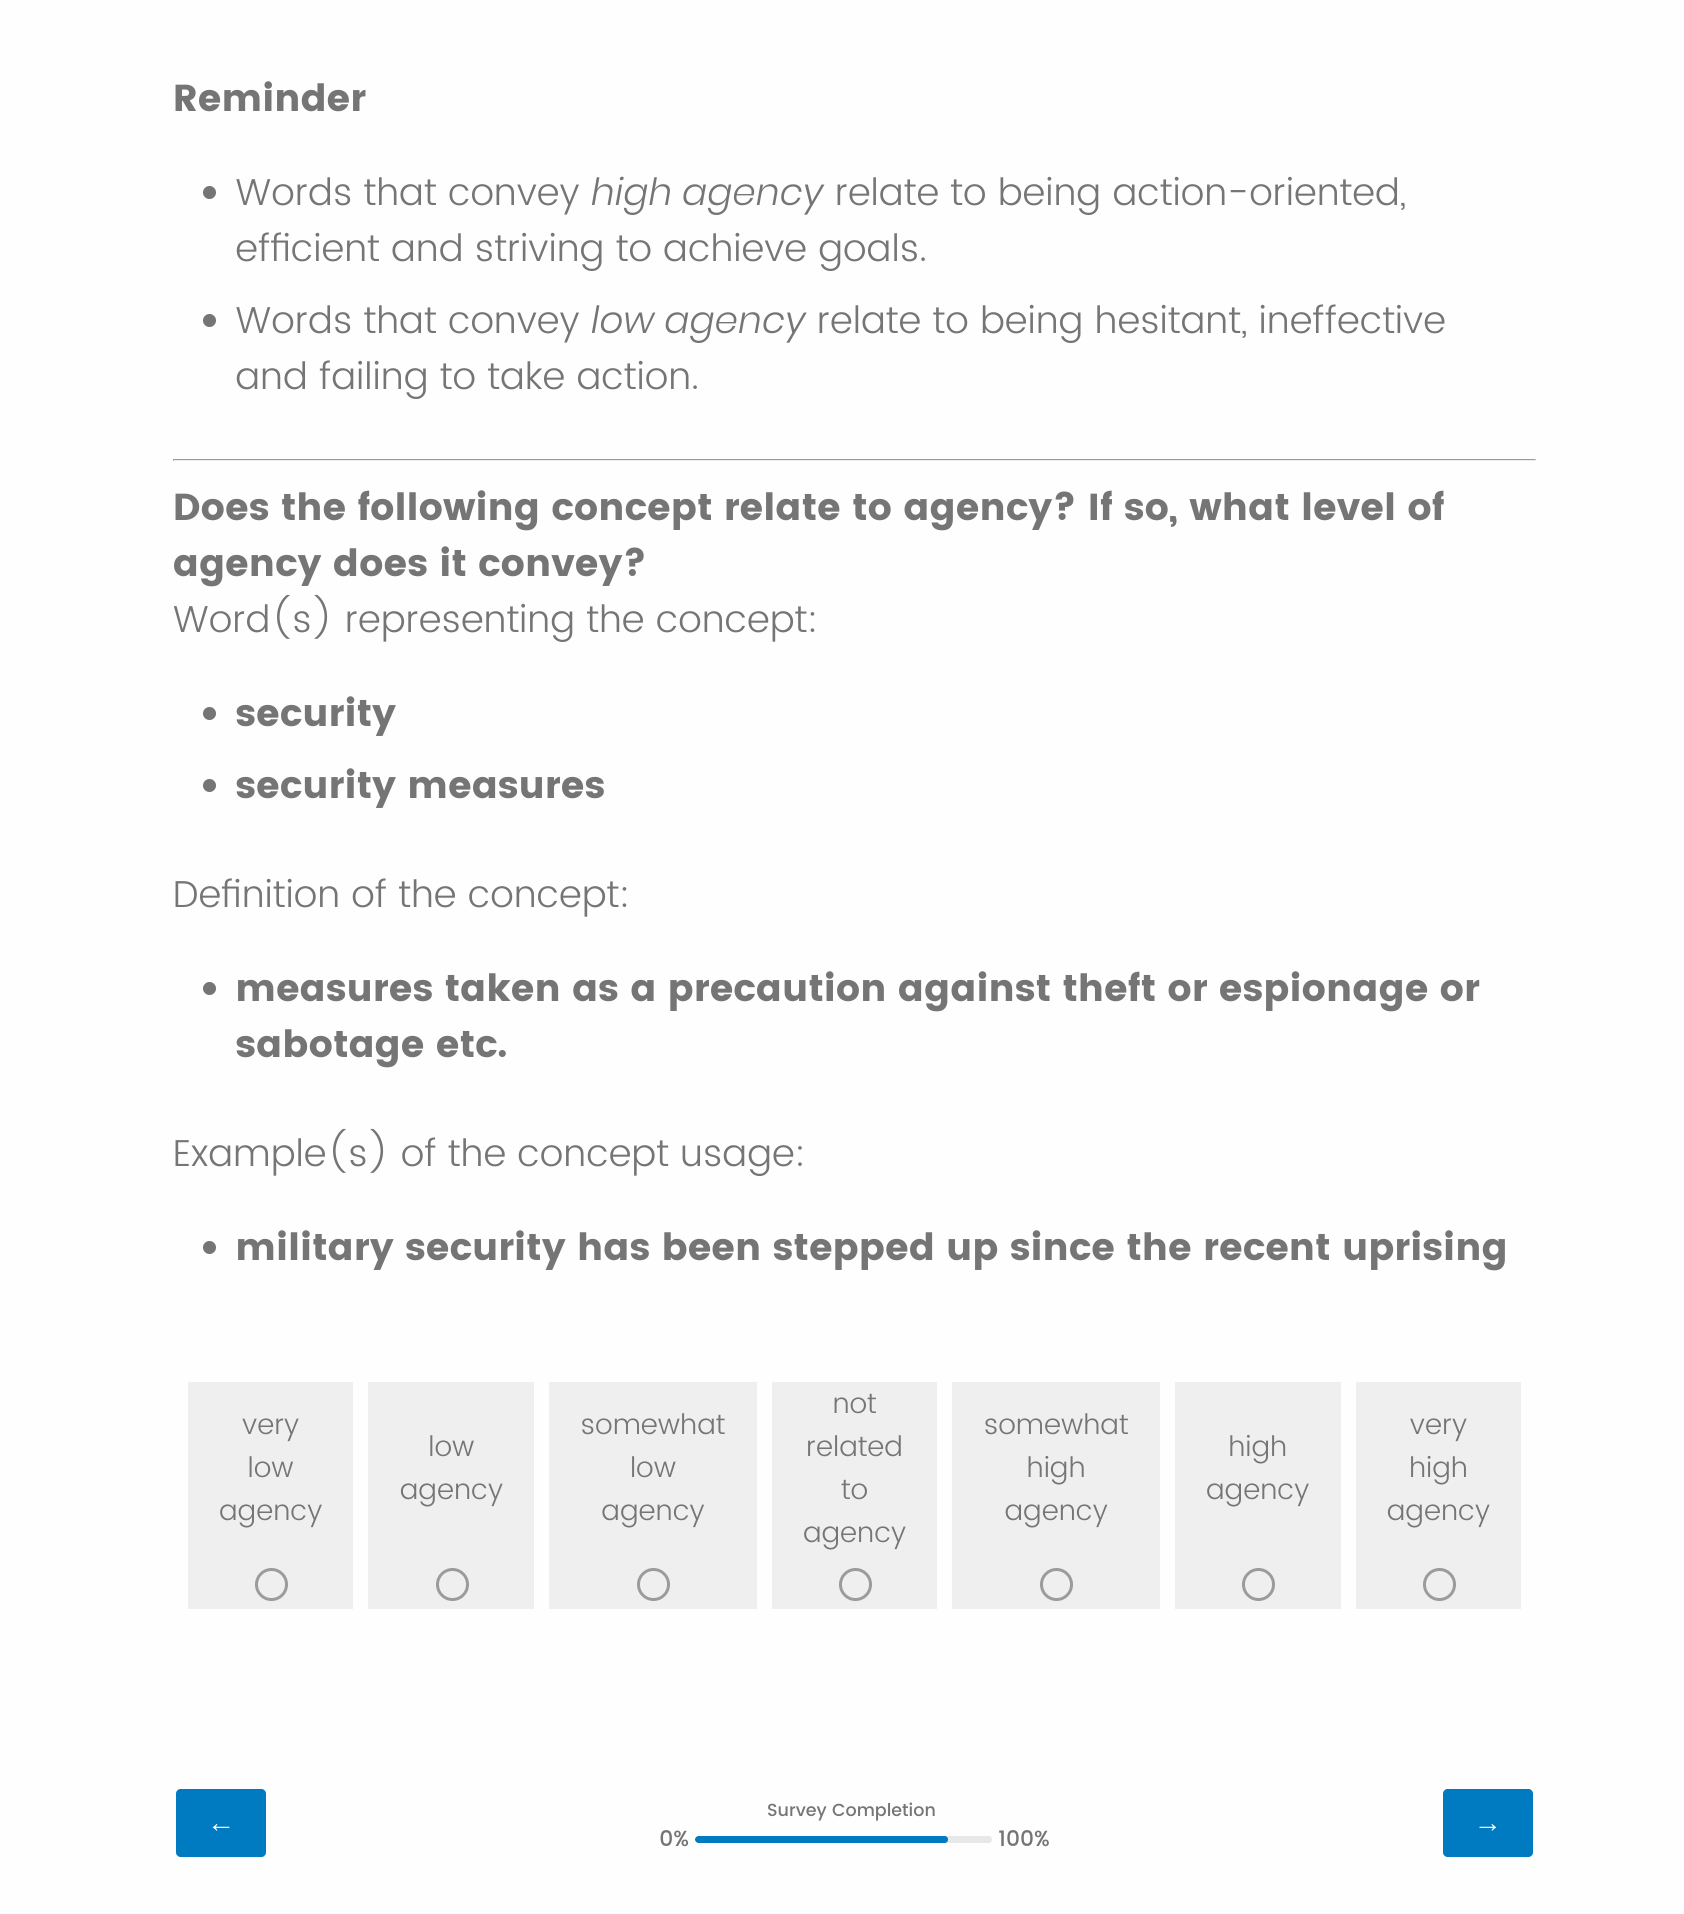 Reminder
• Words that convey high agency relate to being action-oriented,
efficient and striving to achieve goals.
• Words that convey low agency relate to being hesitant, ineffective
and failing to take action.
Does the following concept relate to agency? If so, what level of
agency does it convey?
Word(s) representing the concept:
• security
• security measures
Definition of the concept:
• measures taken as a precaution against theft or espionage or
sabotage etc.
Example(s) of the concept usage:
• military security has been stepped up since the recent uprising
very
low
agency
low
agency
somewhat
low
agency
not
related
to
agency
somewhat
high
agency
high
agency
very
high
agency
←
Survey Completion
0% 100%
→